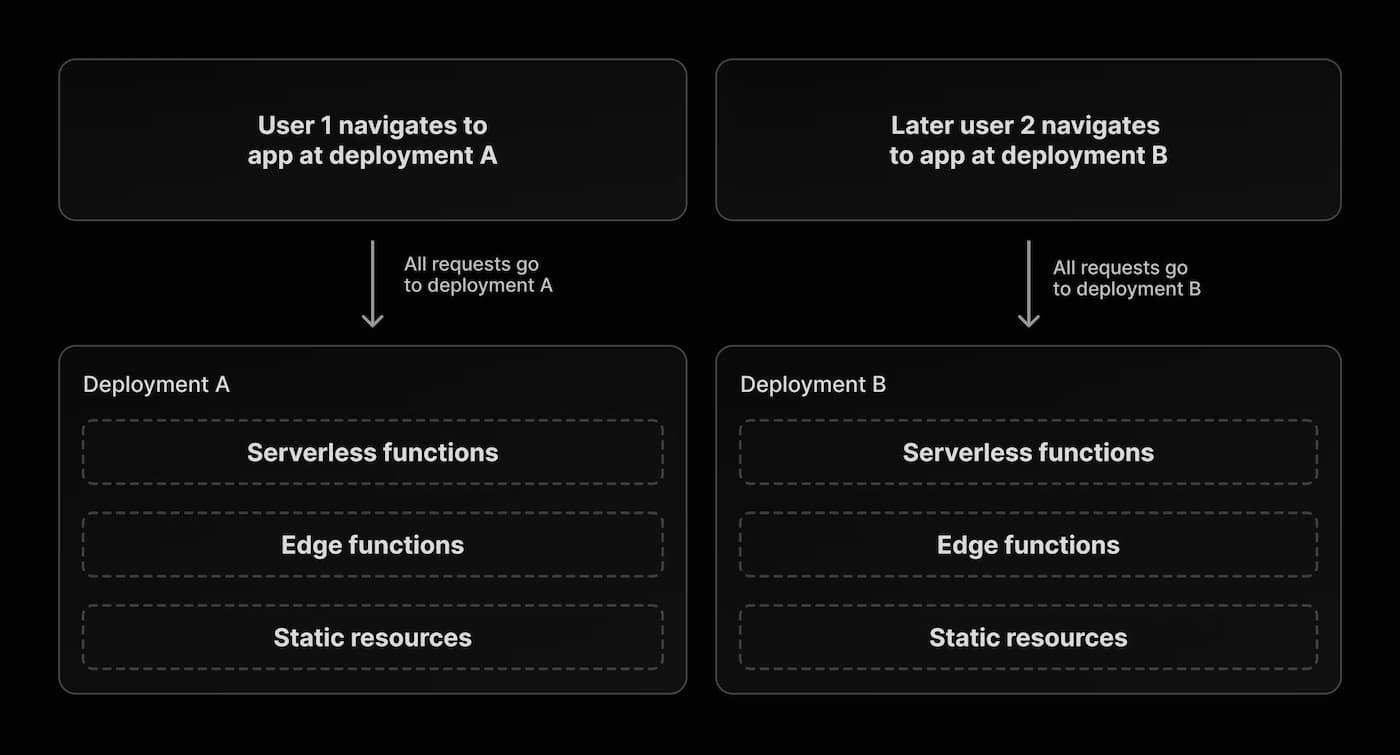 User 1 navigates to
app at deployment A
All requests go
to deployment A
Deployment A
Serverless functions
Edge functions
Static resources
Later user 2 navigates
to app at deployment B
All requests go
to deployment B
Deployment B
Serverless functions
Edge functions
Static resources